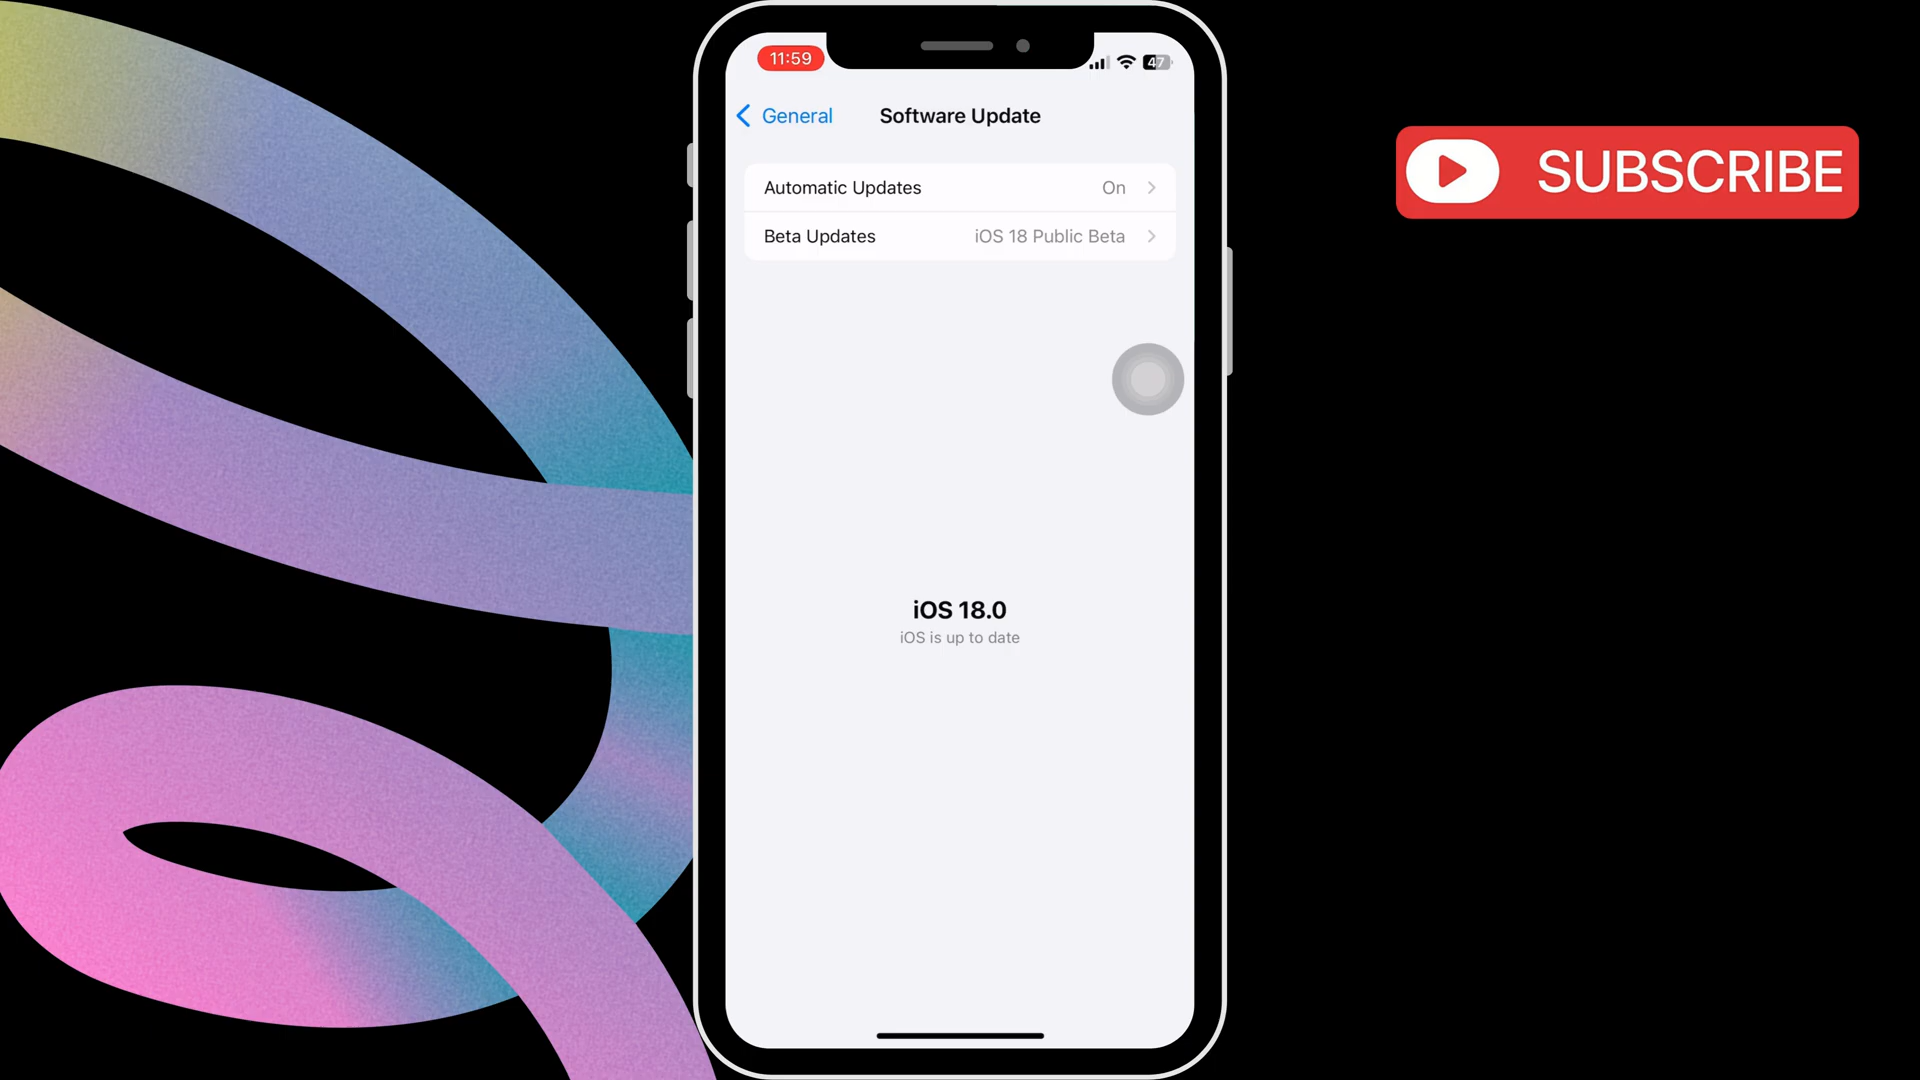 11:59
47
General
Software Update
Automatic Updates On
Beta Updates iOS 18 Public Beta
iOS 18.0
iOS is up to date
SUBSCRIBE